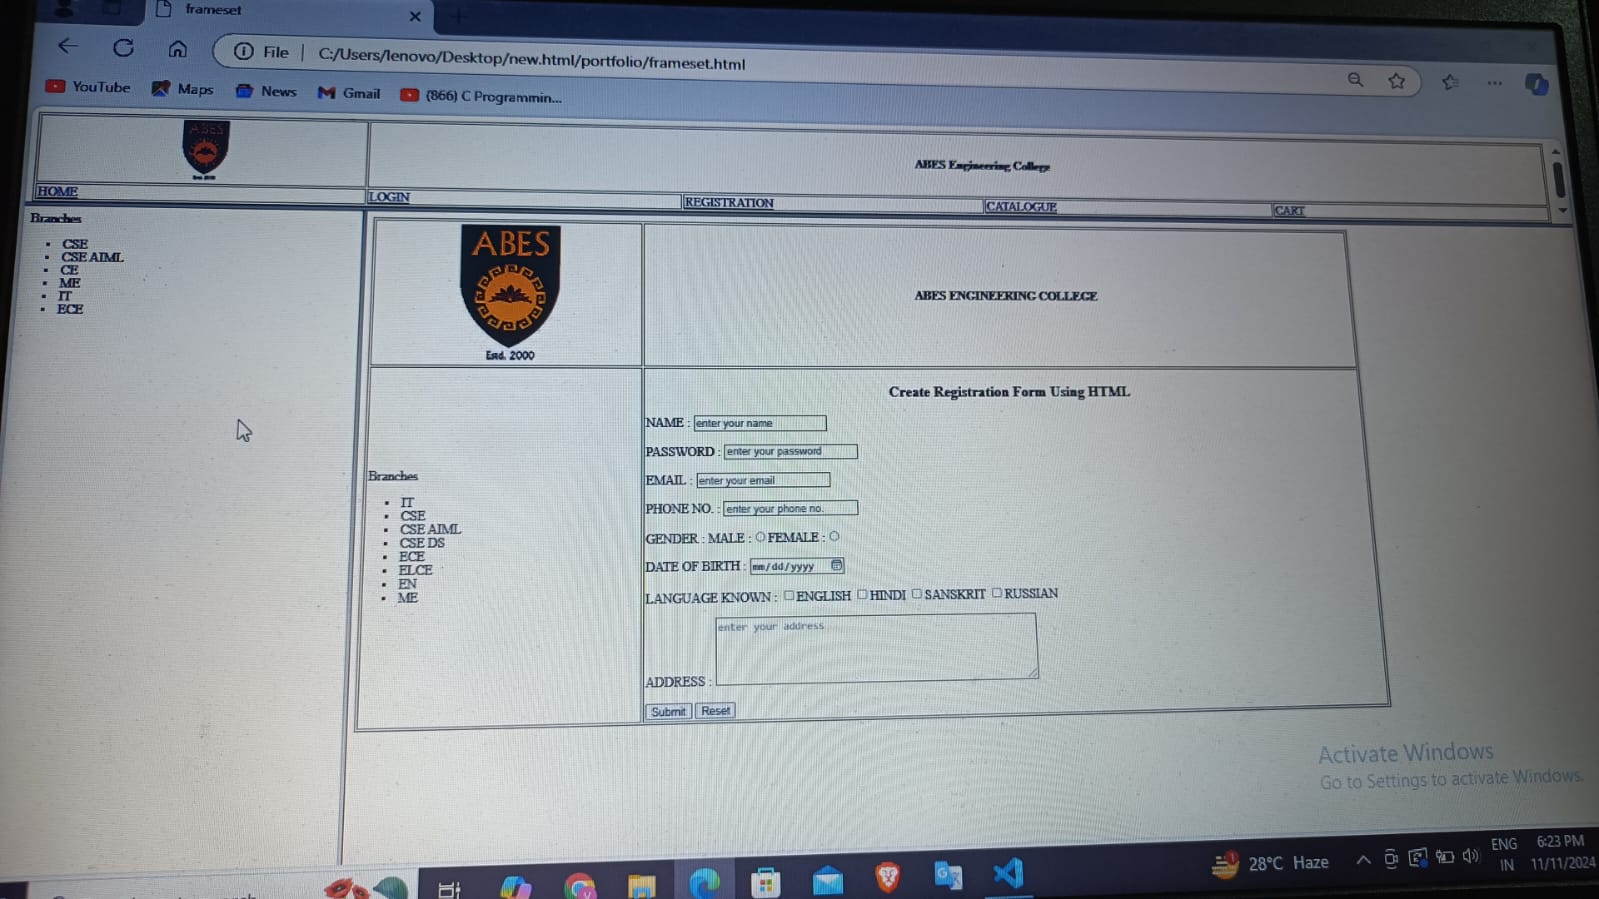 frameset
File C:/Users/lenovo/Desktop/new.html/portfolio/frameset.html
YouTube Maps News Gmail (866) C Programmin...
ABES
ABES Engineering College
HOME LOGIN REGISTRATION CATALOGUE CART
Branches
CSE
CSE AIML
CE
ME
IT
ECE
ABES
Estd. 2000
ABES ENGINEERING COLLEGE
Branches
IT
CSE
CSE AIML
CSE DS
ECE
ELCE
EN
ME
Create Registration Form Using HTML
NAME : enter your name
PASSWORD : enter your password
EMAIL : enter your email
PHONE NO. : enter your phone no.
GENDER : MALE : FEMALE :
DATE OF BIRTH : mm/dd/yyyy
LANGUAGE KNOWN : ENGLISH HINDI SANSKRIT RUSSIAN
enter your address
ADDRESS :
Submit Reset
Activate Windows
Go to Settings to activate Windows.
28°C Haze
ENG
IN
6:23 PM
11/11/2024